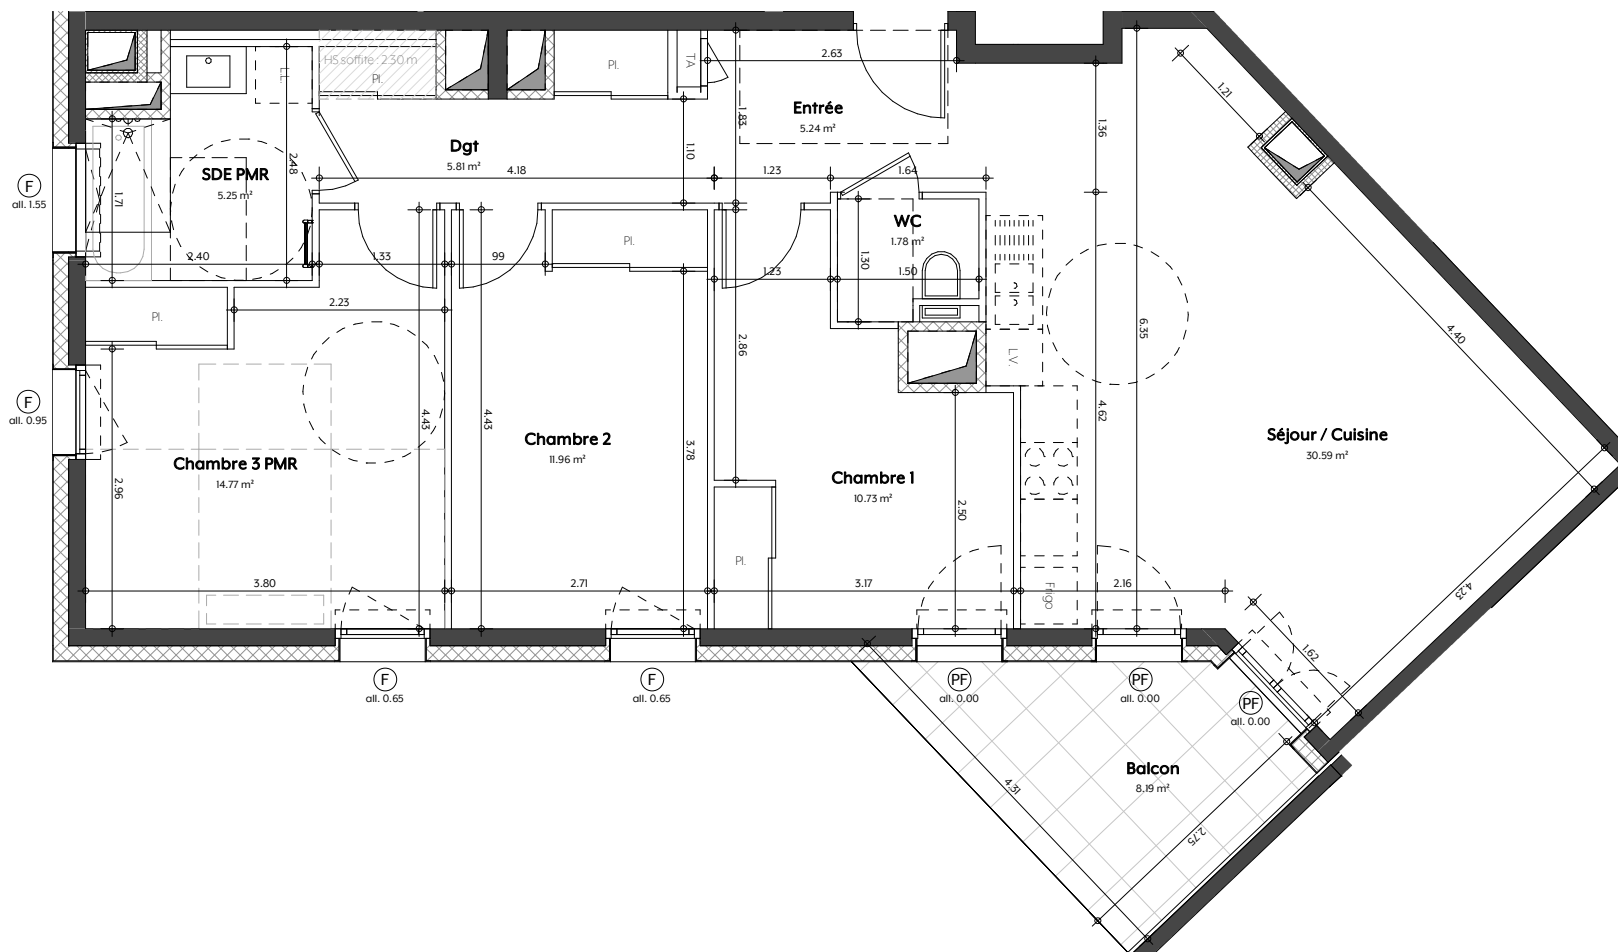 HS soffite : 2.30 m
Pl.
Pl.
TA
2.63
LL
Entrée
5.24 m²
1.83
1.21
1.36
Dgt
5.81 m²
1.10
2.48
SDE PMR
5.25 m²
4.18
1.23
1.64
F
all. 1.55
1.71
WC
1.78 m²
Pl.
2.40
1.33
99
1.23
1.30
1.50
2.23
Pl.
2.86
L.V.
6.35
4.40
F
all. 0.95
4.43
4.43
4.62
Chambre 2
11.96 m²
3.78
Séjour / Cuisine
30.59 m²
Chambre 3 PMR
14.77 m²
2.96
Chambre 1
10.73 m²
2.50
Pl.
3.80
2.71
3.17
Frigo
2.16
4.23
1.62
F
all. 0.65
F
all. 0.65
PF
all. 0.00
PF
all. 0.00
PF
all. 0.00
Balcon
8.19 m²
4.31
2.75